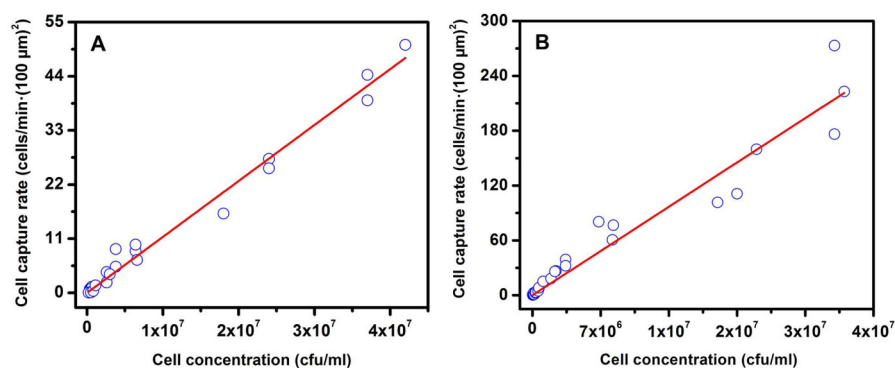 A
Cell capture rate (cells/min·(100 µm)²)
55
44
33
22
11
0
0
1x10⁷
2x10⁷
3x10⁷
4x10⁷
Cell concentration (cfu/ml)
B
Cell capture rate (cells/min·(100 µm)²)
300
240
180
120
60
0
0
7x10⁶
1x10⁷
2x10⁷
3x10⁷
4x10⁷
Cell concentration (cfu/ml)